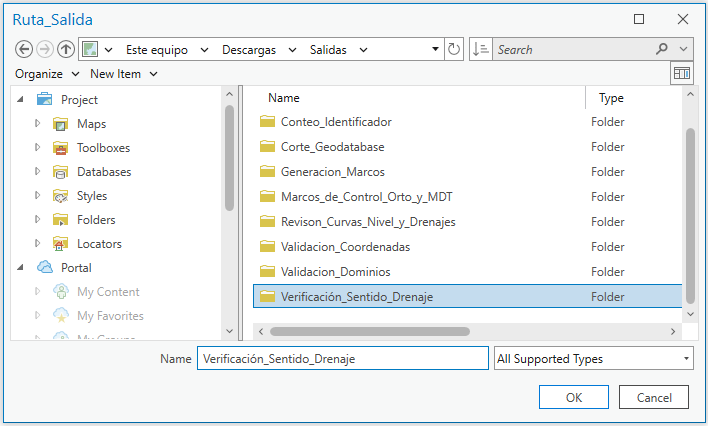 Ruta_Salida
Este equipo Descargas Salidas Search
Organize New Item
Project
Maps
Toolboxes
Databases
Styles
Folders
Locators
Portal
My Content
My Favorites
My Groups
Name Type
Conteo_Identificador Folder
Corte_Geodatabase Folder
Generacion_Marcos Folder
Marcos_de_Control_Orto_y_MDT Folder
Revison_Curvas_Nivel_y_Drenajes Folder
Validacion_Coordenadas Folder
Validacion_Dominios Folder
Verificación_Sentido_Drenaje Folder
Name Verificación_Sentido_Drenaje All Supported Types
OK Cancel